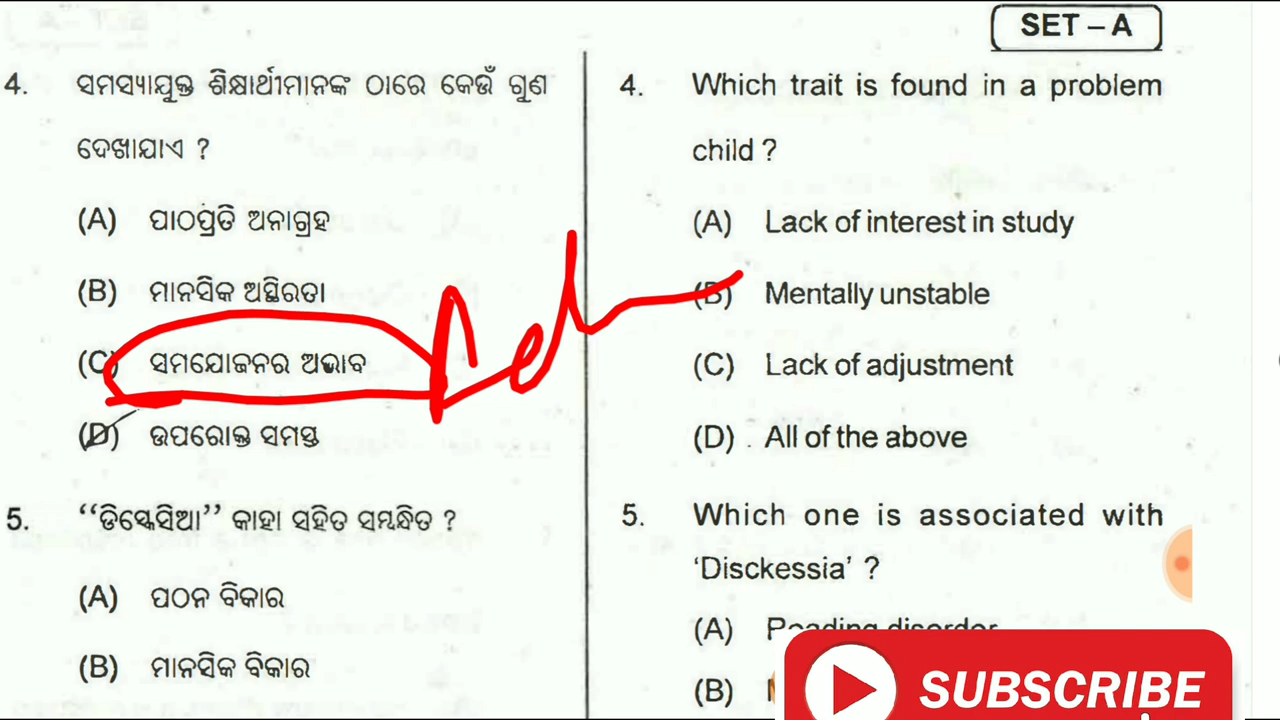 SET – A
4. ସମସ୍ୟାଯୁକ୍ତ ଶିକ୍ଷାର୍ଥୀମାନଙ୍କ ଠାରେ କେଉଁ ଗୁଣ
ଦେଖାଯାଏ ?
(A) ପାଠପ୍ରତି ଅନାଗ୍ରହ
(B) ମାନସିକ ଅସ୍ଥିରତା
(C) ସମଯୋଜନର ଅଭାବ
(D) ଉପରୋକ୍ତ ସମସ୍ତ
5. ‘‘ଡିସ୍କେସିଆ’’ କାହା ସହିତ ସମ୍ବନ୍ଧିତ ?
(A) ପଠନ ବିକାର
(B) ମାନସିକ ବିକାର
4. Which trait is found in a problem
child ?
(A) Lack of interest in study
(B) Mentally unstable
(C) Lack of adjustment
(D) All of the above
5. Which one is associated with
‘Disckessia’ ?
(A) Reading disorder
(B)
SUBSCRIBE